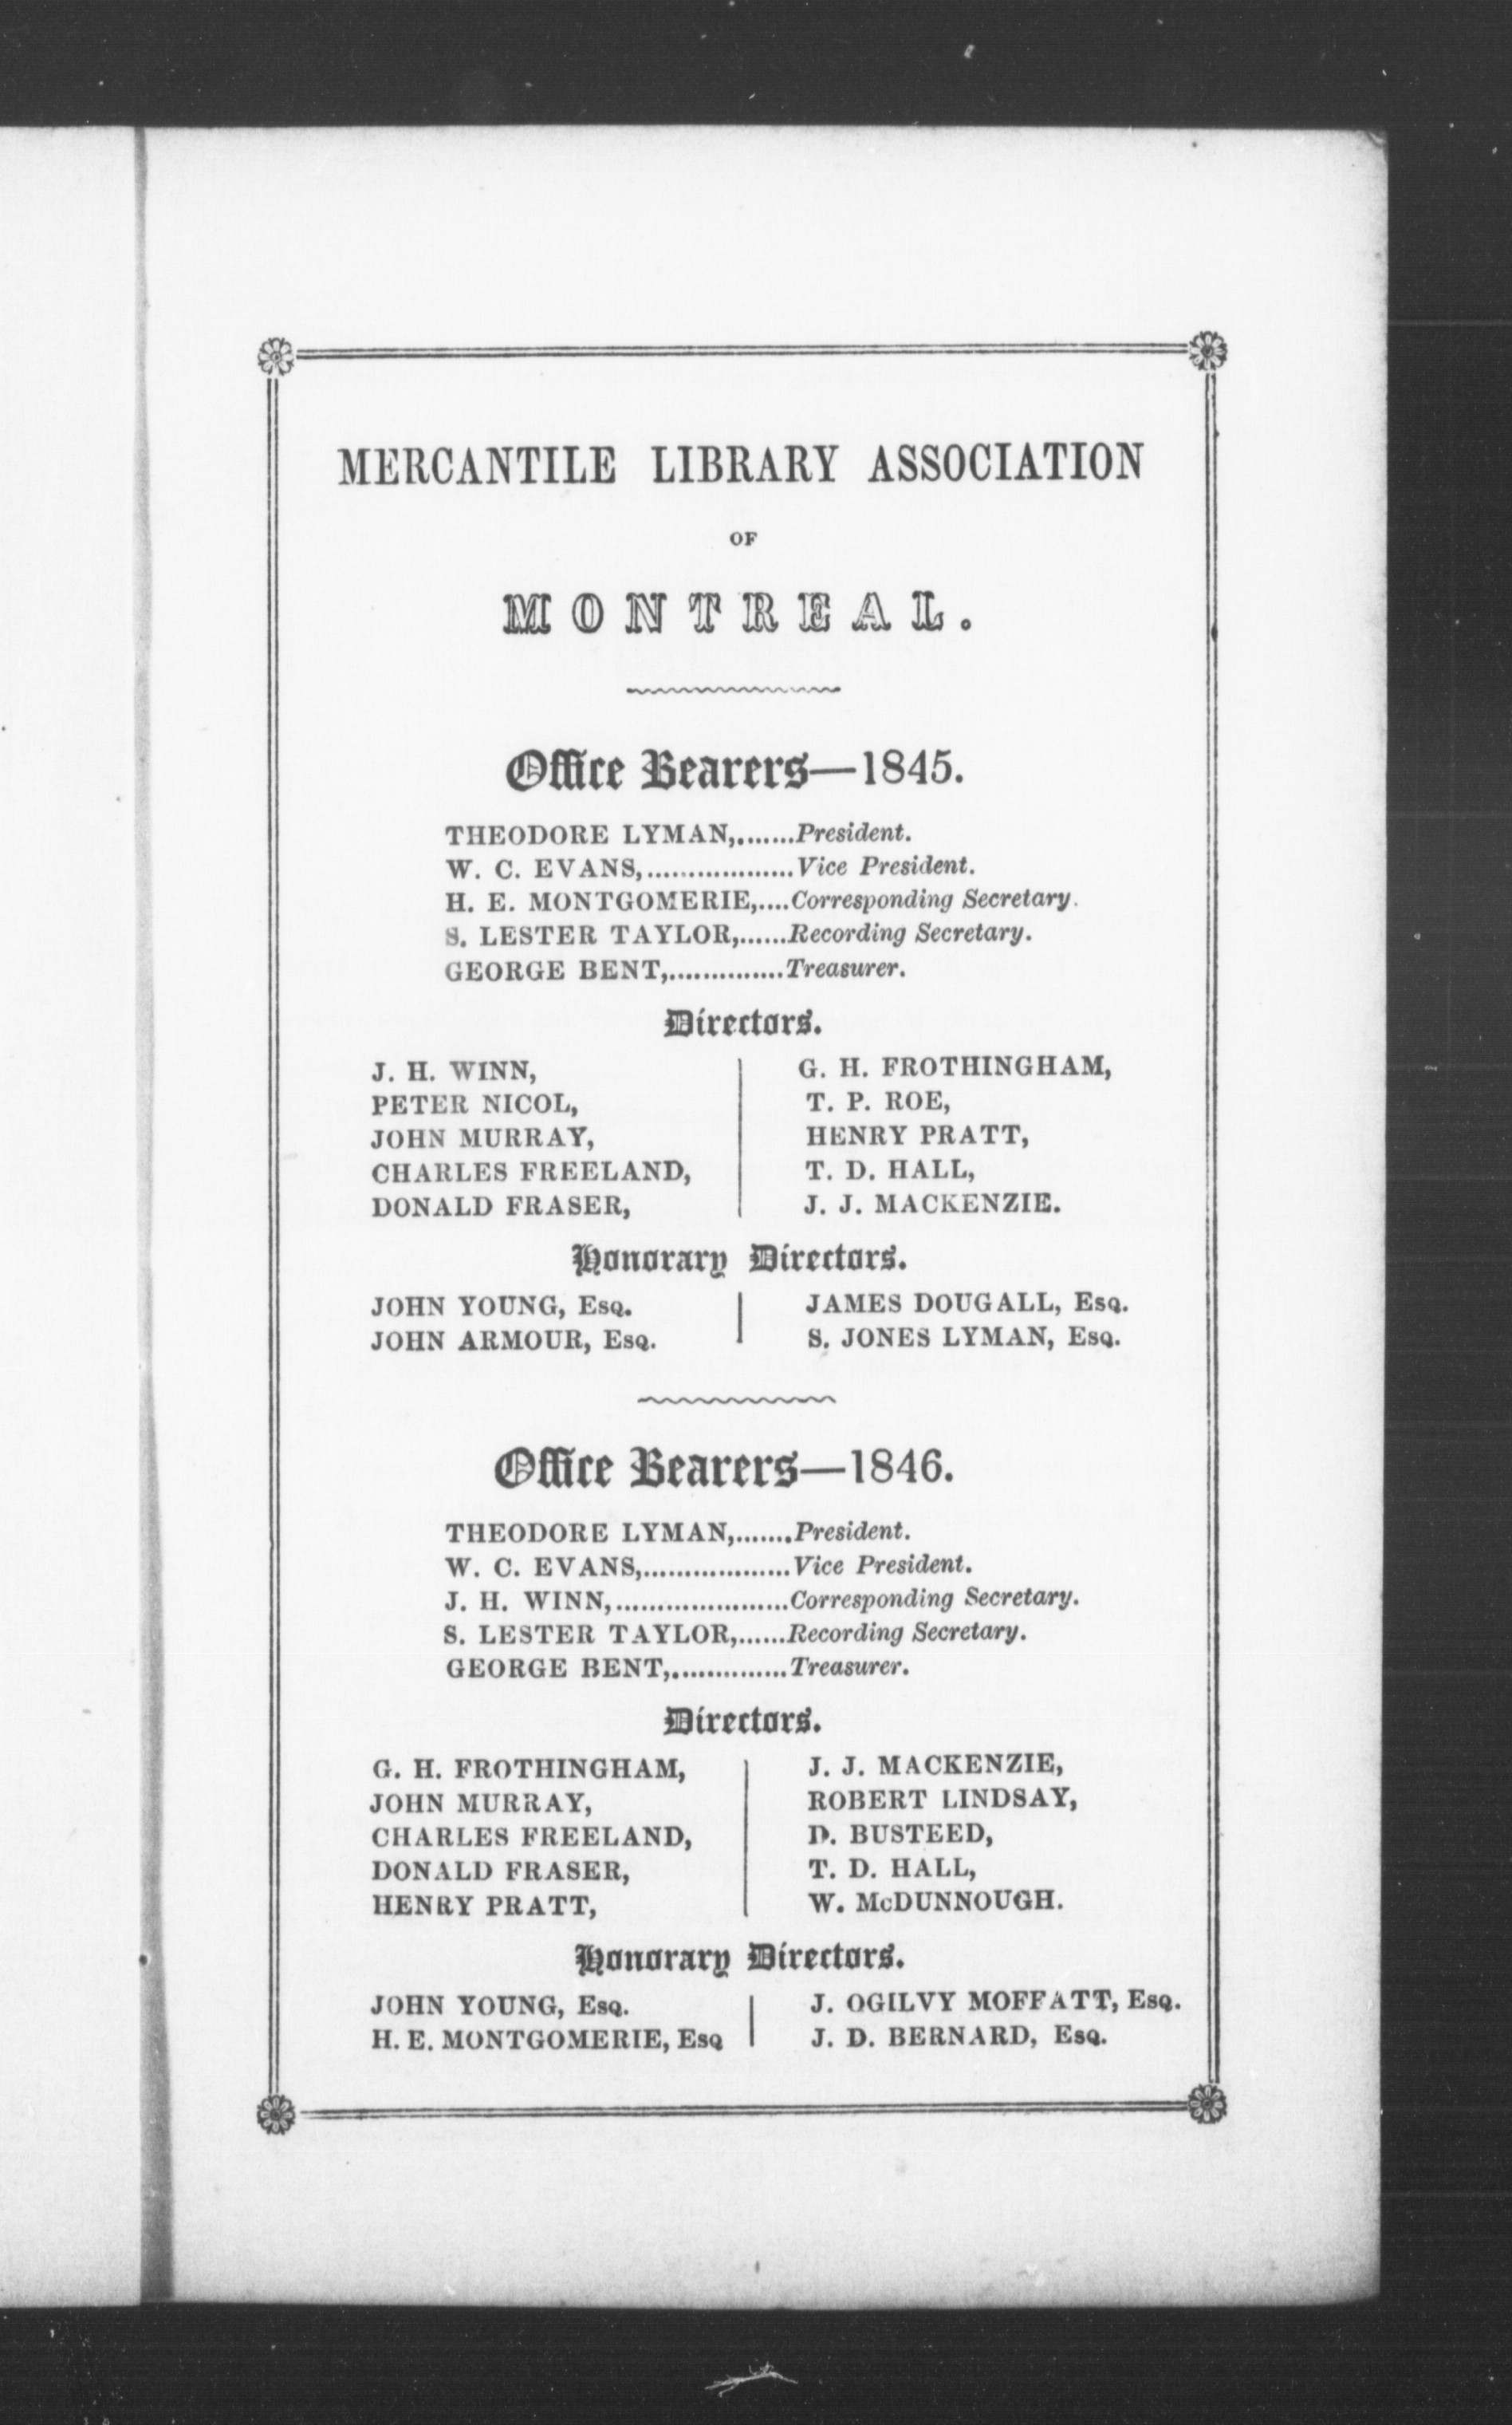 MERCANTILE LIBRARY ASSOCIATION
OF
MONTREAL.
Office Bearers—1845.
THEODORE LYMAN,.......President.
W. C. EVANS,..................Vice President.
H. E. MONTGOMERIE,....Corresponding Secretary.
S. LESTER TAYLOR,......Recording Secretary.
GEORGE BENT,..............Treasurer.
Directors.
J. H. WINN,
PETER NICOL,
JOHN MURRAY,
CHARLES FREELAND,
DONALD FRASER,
G. H. FROTHINGHAM,
T. P. ROE,
HENRY PRATT,
T. D. HALL,
J. J. MACKENZIE.
Honorary Directors.
JOHN YOUNG, Esq.
JOHN ARMOUR, Esq.
JAMES DOUGALL, Esq.
S. JONES LYMAN, Esq.
Office Bearers—1846.
THEODORE LYMAN,.......President.
W. C. EVANS,..................Vice President.
J. H. WINN,.....................Corresponding Secretary.
S. LESTER TAYLOR,......Recording Secretary.
GEORGE BENT,..............Treasurer.
Directors.
G. H. FROTHINGHAM,
JOHN MURRAY,
CHARLES FREELAND,
DONALD FRASER,
HENRY PRATT,
J. J. MACKENZIE,
ROBERT LINDSAY,
D. BUSTEED,
T. D. HALL,
W. McDUNNOUGH.
Honorary Directors.
JOHN YOUNG, Esq.
H. E. MONTGOMERIE, Esq
J. OGILVY MOFFATT, Esq.
J. D. BERNARD, Esq.